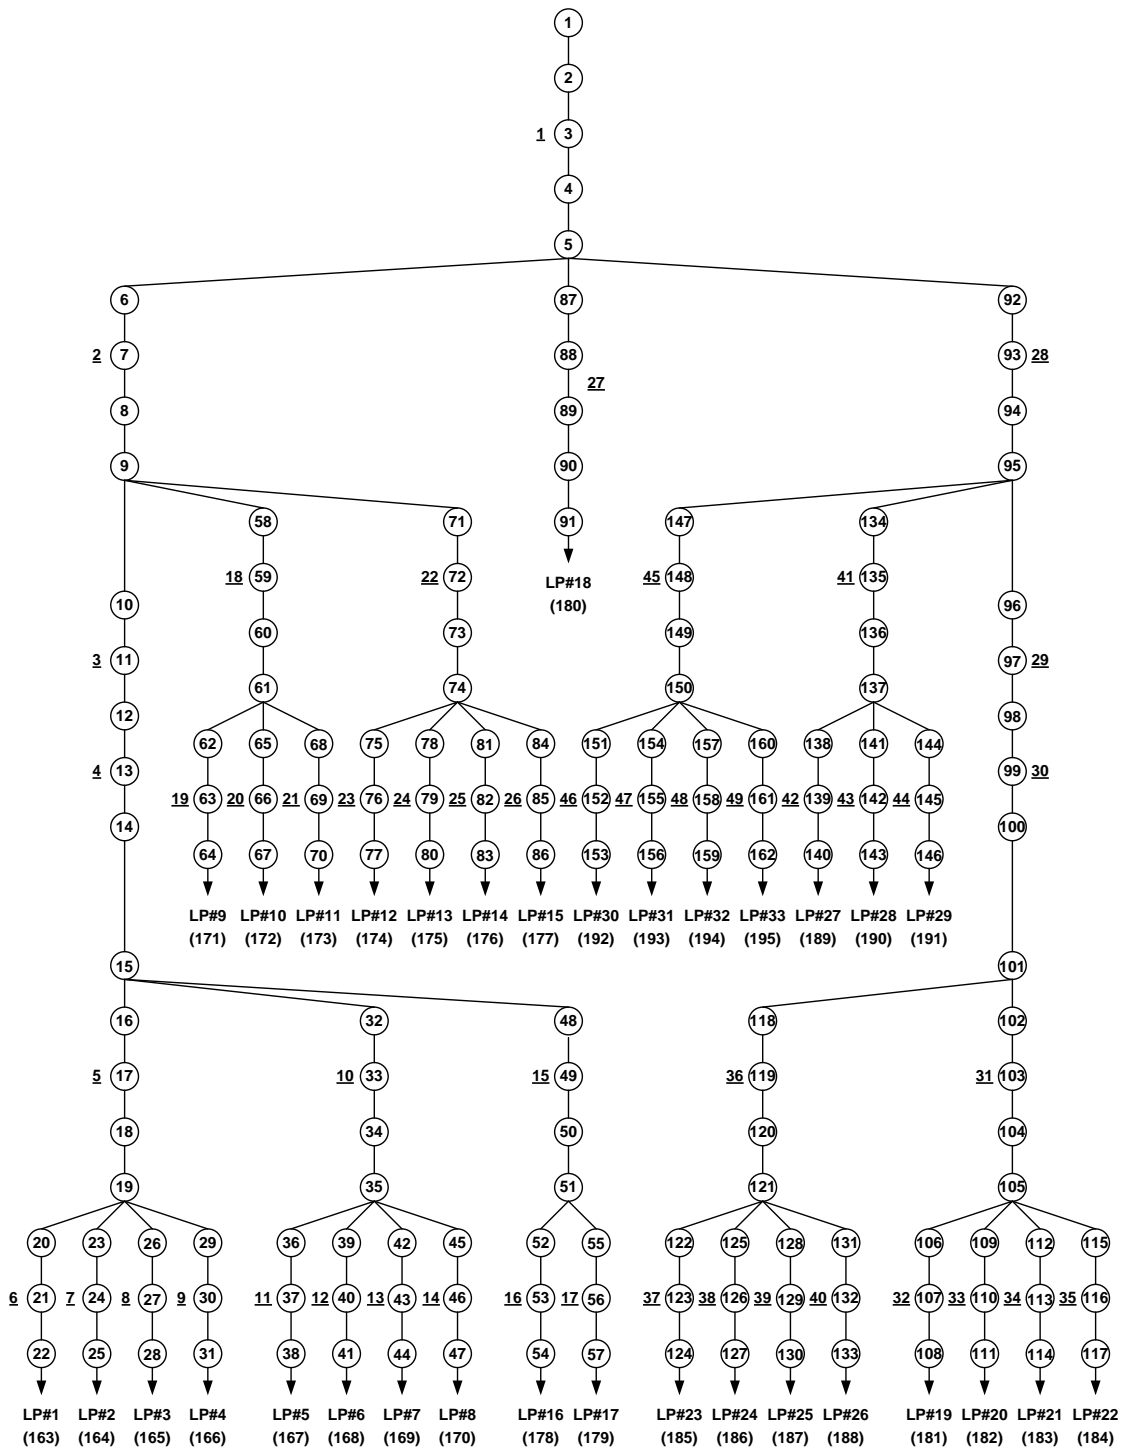 1
2
1 3
4
5
6 87 92
2 7 88 93 28
27
8 89 94
9 90 95
58 71 91 147 134
18 59 22 72 LP#18 45 148 41 135
(180)
10 60 73 149 136 96
3 11 97 29
61 74 150 137
12 98
62 65 68 75 78 81 84 151 154 157 160 138 141 144
4 13 99 30
19 63 20 66 21 69 23 76 24 79 25 82 26 85 46 152 47 155 48 158 49 161 42 139 43 142 44 145
14 100
64 67 70 77 80 83 86 153 156 159 162 140 143 146
LP#9 LP#10 LP#11 LP#12 LP#13 LP#14 LP#15 LP#30 LP#31 LP#32 LP#33 LP#27 LP#28 LP#29
(171) (172) (173) (174) (175) (176) (177) (192) (193) (194) (195) (189) (190) (191)
15 101
16 32 48 118 102
5 17 10 33 15 49 36 119 31 103
18 34 50 120 104
19 35 51 121 105
20 23 26 29 36 39 42 45 52 55 122 125 128 131 106 109 112 115
6 21 7 24 8 27 9 30 11 37 12 40 13 43 14 46 16 53 17 56 37 123 38 126 39 129 40 132 32 107 33 110 34 113 35 116
22 25 28 31 38 41 44 47 54 57 124 127 130 133 108 111 114 117
LP#1 LP#2 LP#3 LP#4 LP#5 LP#6 LP#7 LP#8 LP#16 LP#17 LP#23 LP#24 LP#25 LP#26 LP#19 LP#20 LP#21 LP#22
(163) (164) (165) (166) (167) (168) (169) (170) (178) (179) (185) (186) (187) (188) (181) (182) (183) (184)